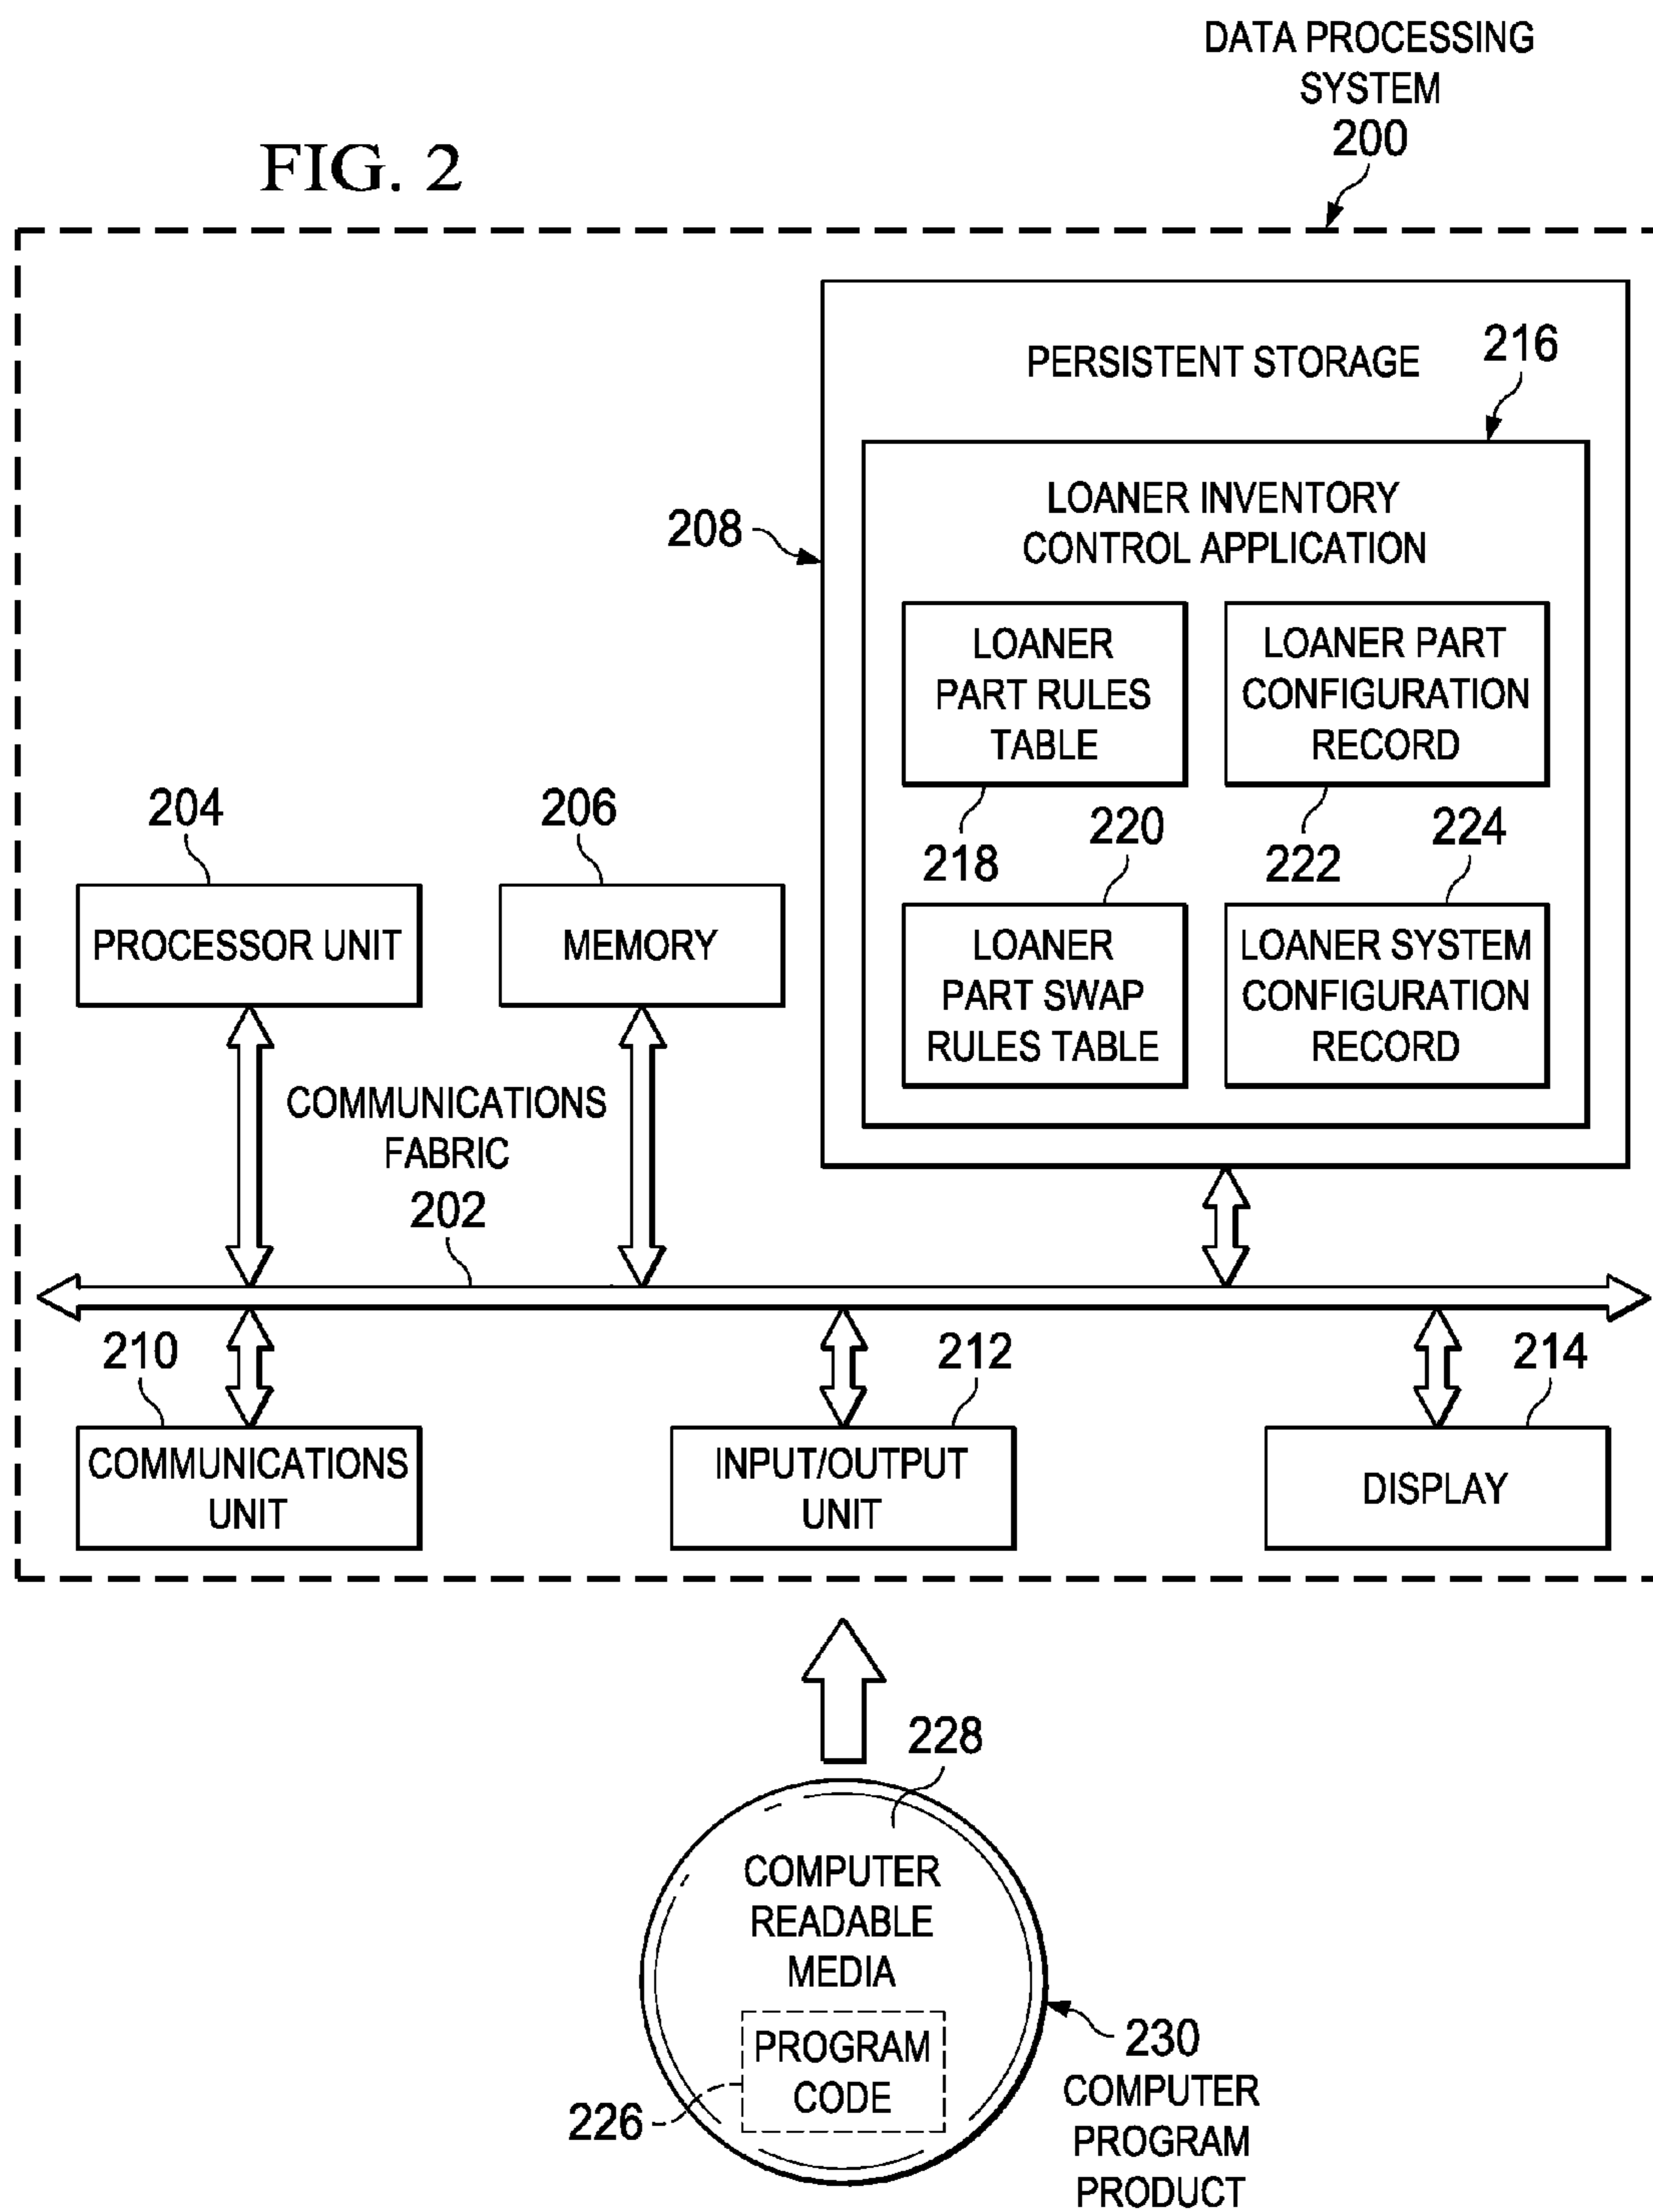 DATA PROCESSING
SYSTEM
200
FIG. 2
PERSISTENT STORAGE
216
208
LOANER INVENTORY
CONTROL APPLICATION
LOANER
PART RULES
TABLE
218
LOANER PART
CONFIGURATION
RECORD
222
220
LOANER
PART SWAP
RULES TABLE
224
LOANER SYSTEM
CONFIGURATION
RECORD
204
PROCESSOR UNIT
206
MEMORY
COMMUNICATIONS
FABRIC
202
210
COMMUNICATIONS
UNIT
212
INPUT/OUTPUT
UNIT
214
DISPLAY
228
COMPUTER
READABLE
MEDIA
PROGRAM
CODE
226
230
COMPUTER
PROGRAM
PRODUCT